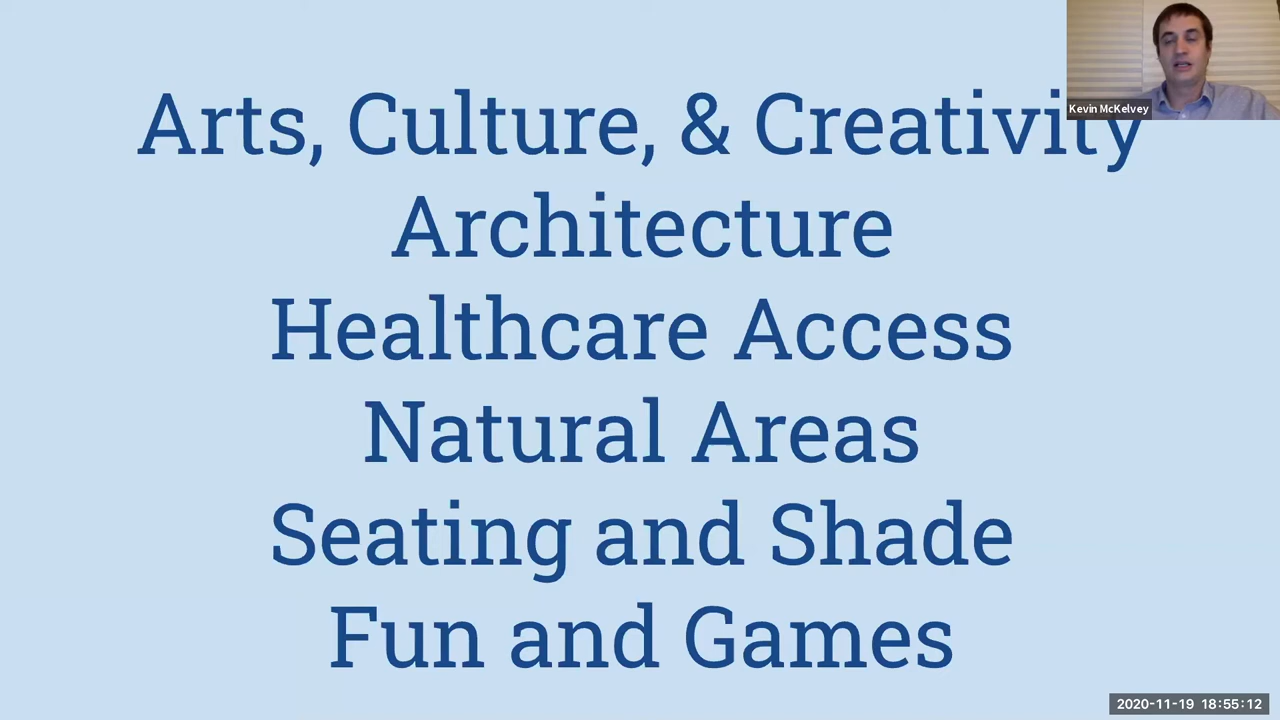 Kevin McKelvey
Arts, Culture, & Creativity
Architecture
Healthcare Access
Natural Areas
Seating and Shade
Fun and Games
2020-11-19 18:55:12